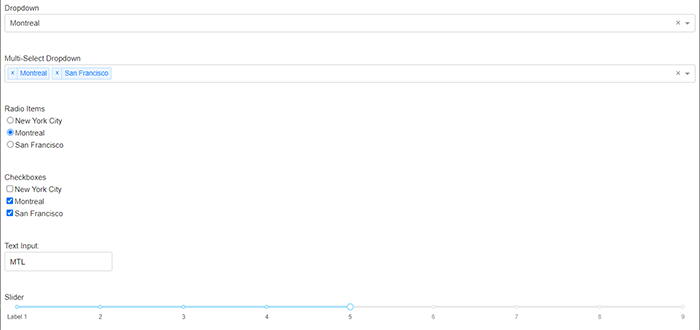 Dropdown
Montreal × 
Multi-Select Dropdown
× Montreal × San Francisco ×
Radio Items
New York City
Montreal
San Francisco
Checkboxes
New York City
Montreal
San Francisco
Text Input:
MTL
Slider
Label 1 2 3 4 5 6 7 8 9